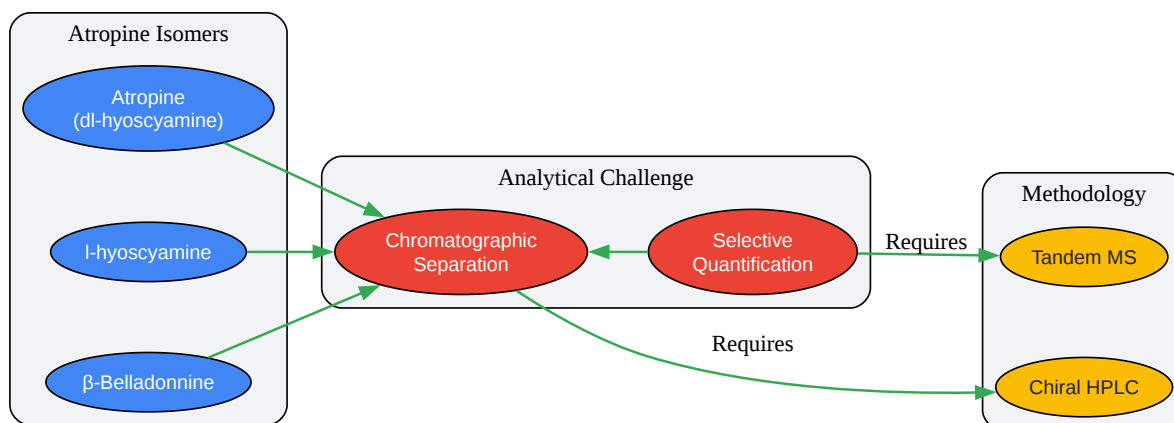 Atropine Isomers
Atropine
(dl-hyoscyamine)
l-hyoscyamine
β-Belladonnine
Analytical Challenge
Chromatographic
Separation
Selective
Quantification
Requires
Requires
Methodology
Tandem MS
Chiral HPLC